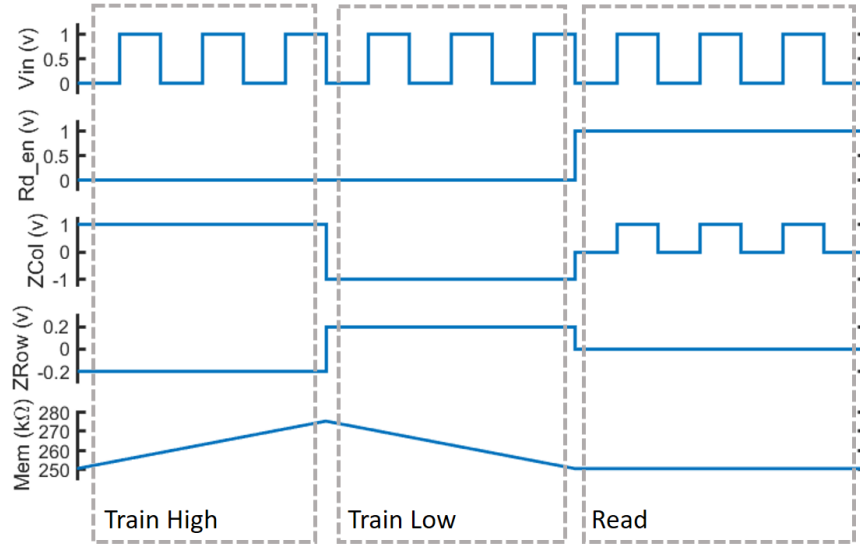 Vin (v)
1
0.5
0
Rd_en (v)
1
0.5
0
ZCol (v)
1
0
-1
ZRow (v)
0.2
0
-0.2
Mem (kΩ)
280
270
260
250
Train High
Train Low
Read